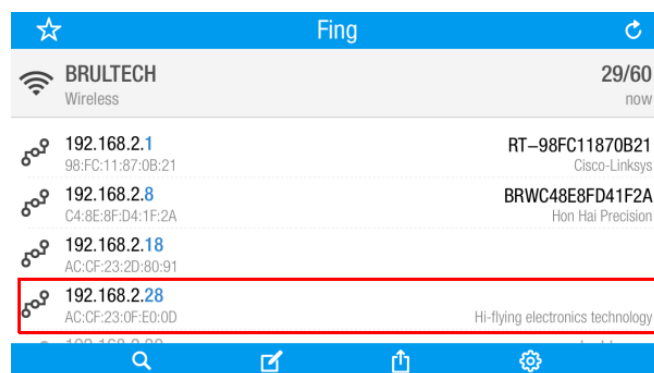 Fing
BRULTECH 29/60
Wireless now
192.168.2.1 RT–98FC11870B21
98:FC:11:87:0B:21 Cisco-Linksys
192.168.2.8 BRWC48E8FD41F2A
C4:8E:8F:D4:1F:2A Hon Hai Precision
192.168.2.18
AC:CF:23:2D:80:91
192.168.2.28
AC:CF:23:0F:E0:0D Hi-flying electronics technology